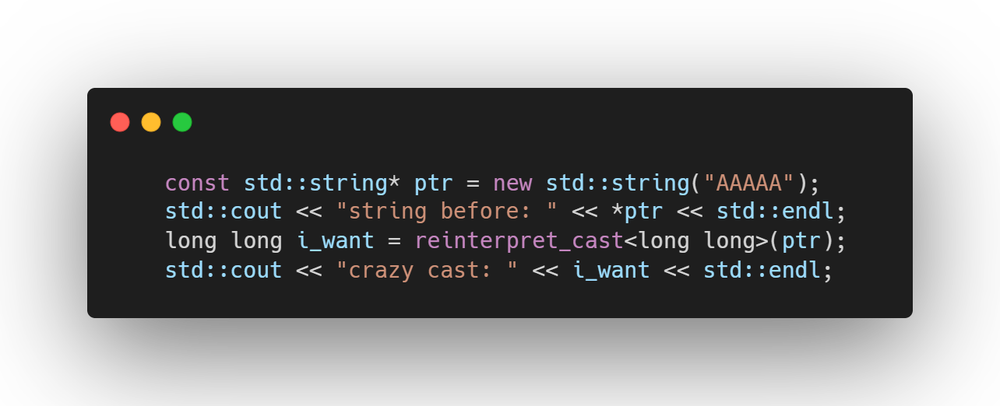 const std::string* ptr = new std::string("AAAAA");
std::cout << "string before: " << *ptr << std::endl;
long long i_want = reinterpret_cast<long long>(ptr);
std::cout << "crazy cast: " << i_want << std::endl;